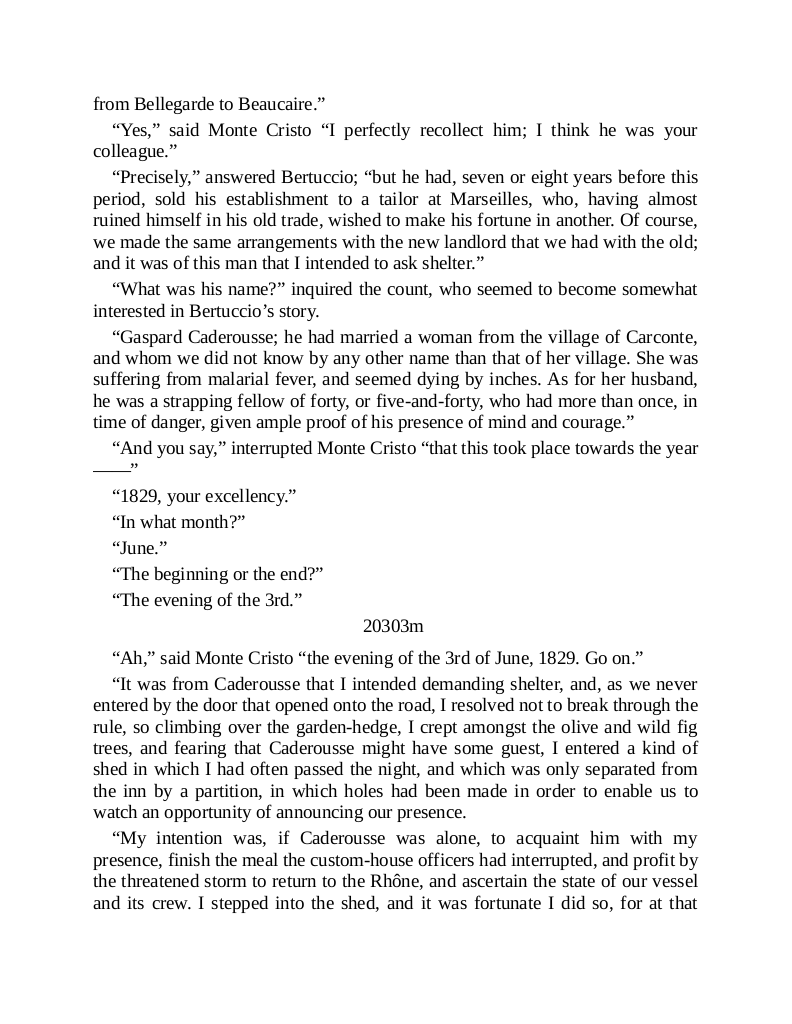 from Bellegarde to Beaucaire.”
“Yes,” said Monte Cristo “I perfectly recollect him; I think he was your
colleague.”
“Precisely,” answered Bertuccio; “but he had, seven or eight years before this
period, sold his establishment to a tailor at Marseilles, who, having almost
ruined himself in his old trade, wished to make his fortune in another. Of course,
we made the same arrangements with the new landlord that we had with the old;
and it was of this man that I intended to ask shelter.”
“What was his name?” inquired the count, who seemed to become somewhat
interested in Bertuccio’s story.
“Gaspard Caderousse; he had married a woman from the village of Carconte,
and whom we did not know by any other name than that of her village. She was
suffering from malarial fever, and seemed dying by inches. As for her husband,
he was a strapping fellow of forty, or five-and-forty, who had more than once, in
time of danger, given ample proof of his presence of mind and courage.”
“And you say,” interrupted Monte Cristo “that this took place towards the year
____”
“1829, your excellency.”
“In what month?”
“June.”
“The beginning or the end?”
“The evening of the 3rd.”
20303m
“Ah,” said Monte Cristo “the evening of the 3rd of June, 1829. Go on.”
“It was from Caderousse that I intended demanding shelter, and, as we never
entered by the door that opened onto the road, I resolved not to break through the
rule, so climbing over the garden-hedge, I crept amongst the olive and wild fig
trees, and fearing that Caderousse might have some guest, I entered a kind of
shed in which I had often passed the night, and which was only separated from
the inn by a partition, in which holes had been made in order to enable us to
watch an opportunity of announcing our presence.
“My intention was, if Caderousse was alone, to acquaint him with my
presence, finish the meal the custom-house officers had interrupted, and profit by
the threatened storm to return to the Rhône, and ascertain the state of our vessel
and its crew. I stepped into the shed, and it was fortunate I did so, for at that